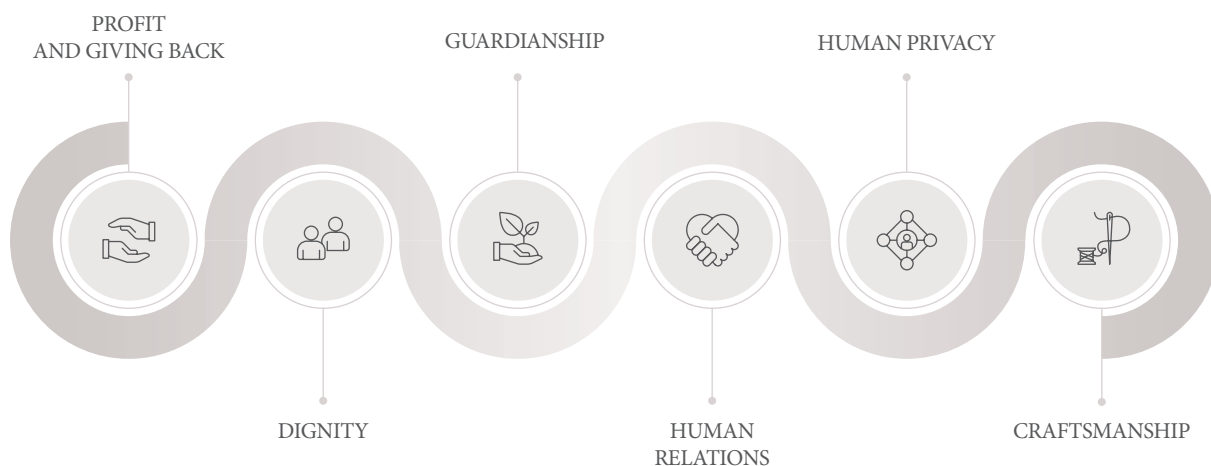 PROFIT
AND GIVING BACK
DIGNITY
GUARDIANSHIP
HUMAN
RELATIONS
HUMAN PRIVACY
CRAFTSMANSHIP